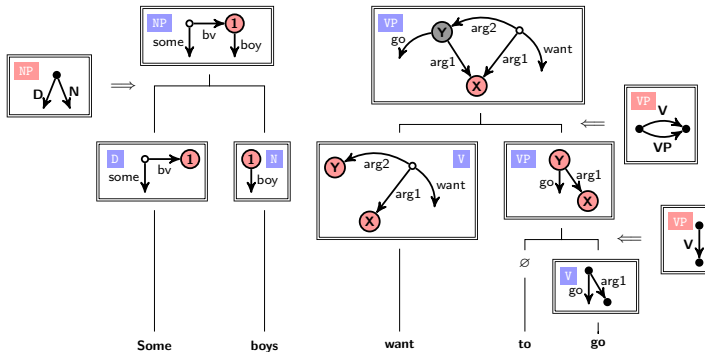 NP 1 some bv boy
VP Y go arg2 arg1 arg1 want X
NP D N ⇒
VP V VP ⇐
D 1 some bv
1 N boy
Y arg2 V want arg1 X
VP Y go arg1 X
VP V ⇐
∅
V go arg1
Some boys want to go